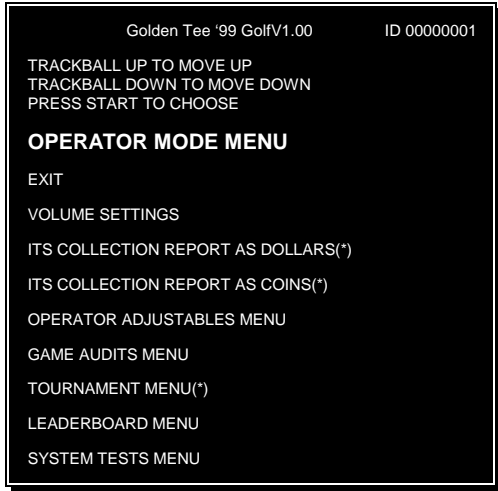 Golden Tee ‘99 GolfV1.00 ID 00000001
TRACKBALL UP TO MOVE UP
TRACKBALL DOWN TO MOVE DOWN
PRESS START TO CHOOSE
OPERATOR MODE MENU
EXIT
VOLUME SETTINGS
ITS COLLECTION REPORT AS DOLLARS(*)
ITS COLLECTION REPORT AS COINS(*)
OPERATOR ADJUSTABLES MENU
GAME AUDITS MENU
TOURNAMENT MENU(*)
LEADERBOARD MENU
SYSTEM TESTS MENU